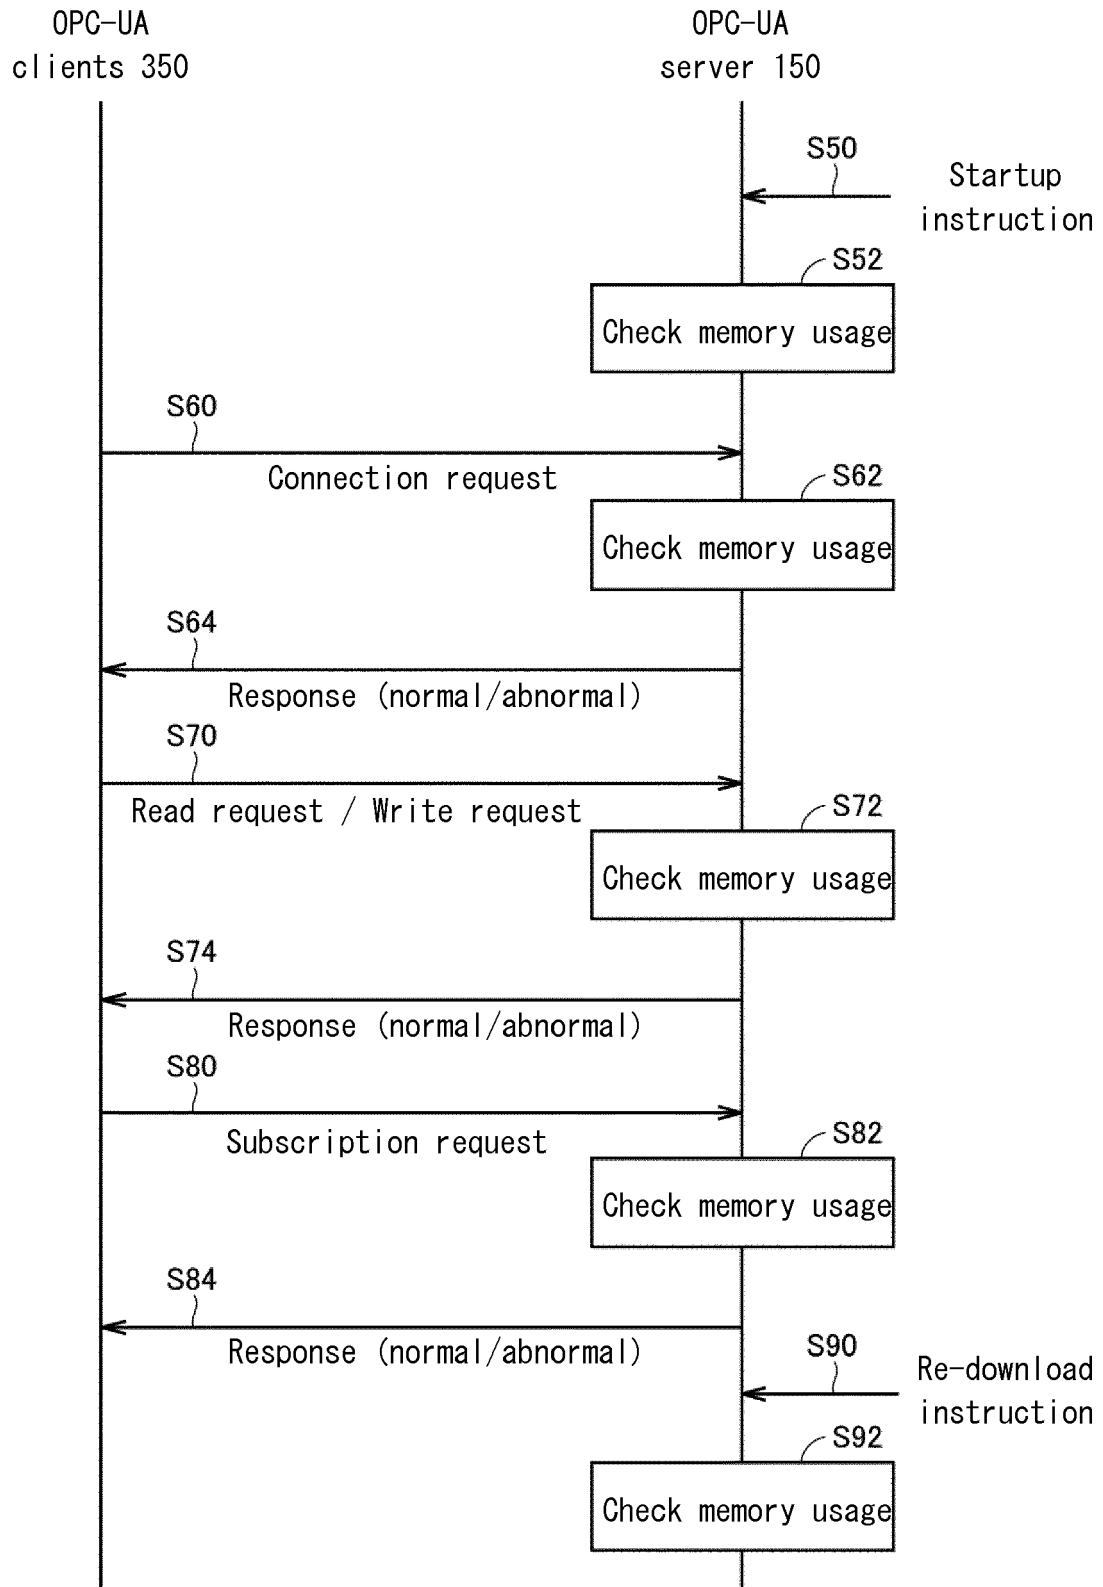 OPC-UA
clients 350
OPC-UA
server 150
S50
Startup
instruction
S52
Check memory usage
S60
Connection request
S62
Check memory usage
S64
Response (normal/abnormal)
S70
Read request / Write request
S72
Check memory usage
S74
Response (normal/abnormal)
S80
Subscription request
S82
Check memory usage
S84
Response (normal/abnormal)
S90
Re-download
instruction
S92
Check memory usage